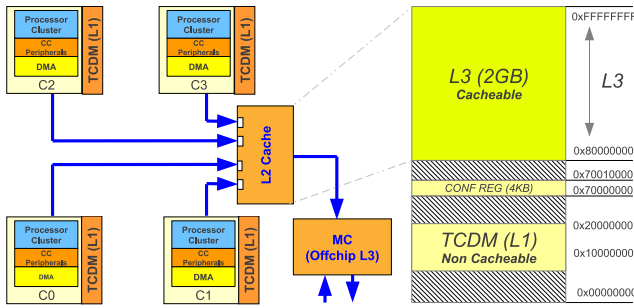 Processor
Cluster
CC
Peripherals
DMA
C2
TCDM (L1)
Processor
Cluster
CC
Peripherals
DMA
C3
TCDM (L1)
L2 Cache
Processor
Cluster
CC
Peripherals
DMA
C0
TCDM (L1)
Processor
Cluster
CC
Peripherals
DMA
C1
TCDM (L1)
MC
(Offchip L3)
L3 (2GB)
Cacheable
CONF REG (4KB)
TCDM (L1)
Non Cacheable
0xFFFFFFFF
L3
0x80000000
0x70010000
0x70000000
0x20000000
0x10000000
0x00000000